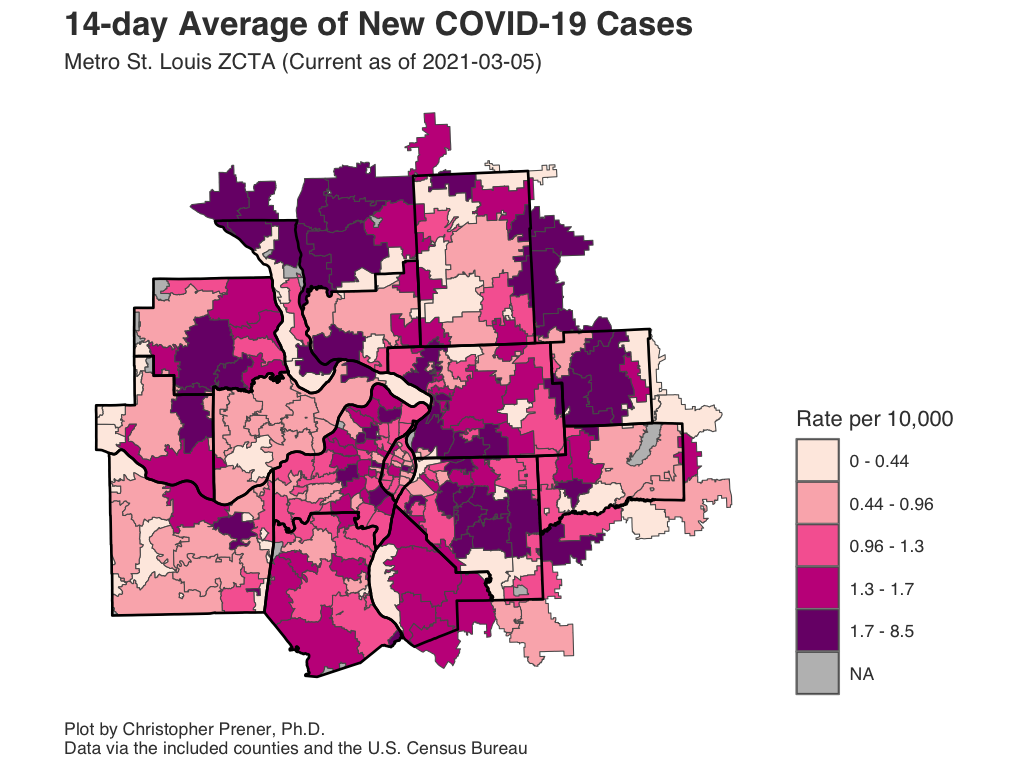 14-day Average of New COVID-19 Cases
Metro St. Louis ZCTA (Current as of 2021-03-05)
Rate per 10,000
0 - 0.44
0.44 - 0.96
0.96 - 1.3
1.3 - 1.7
1.7 - 8.5
NA
Plot by Christopher Prener, Ph.D.
Data via the included counties and the U.S. Census Bureau